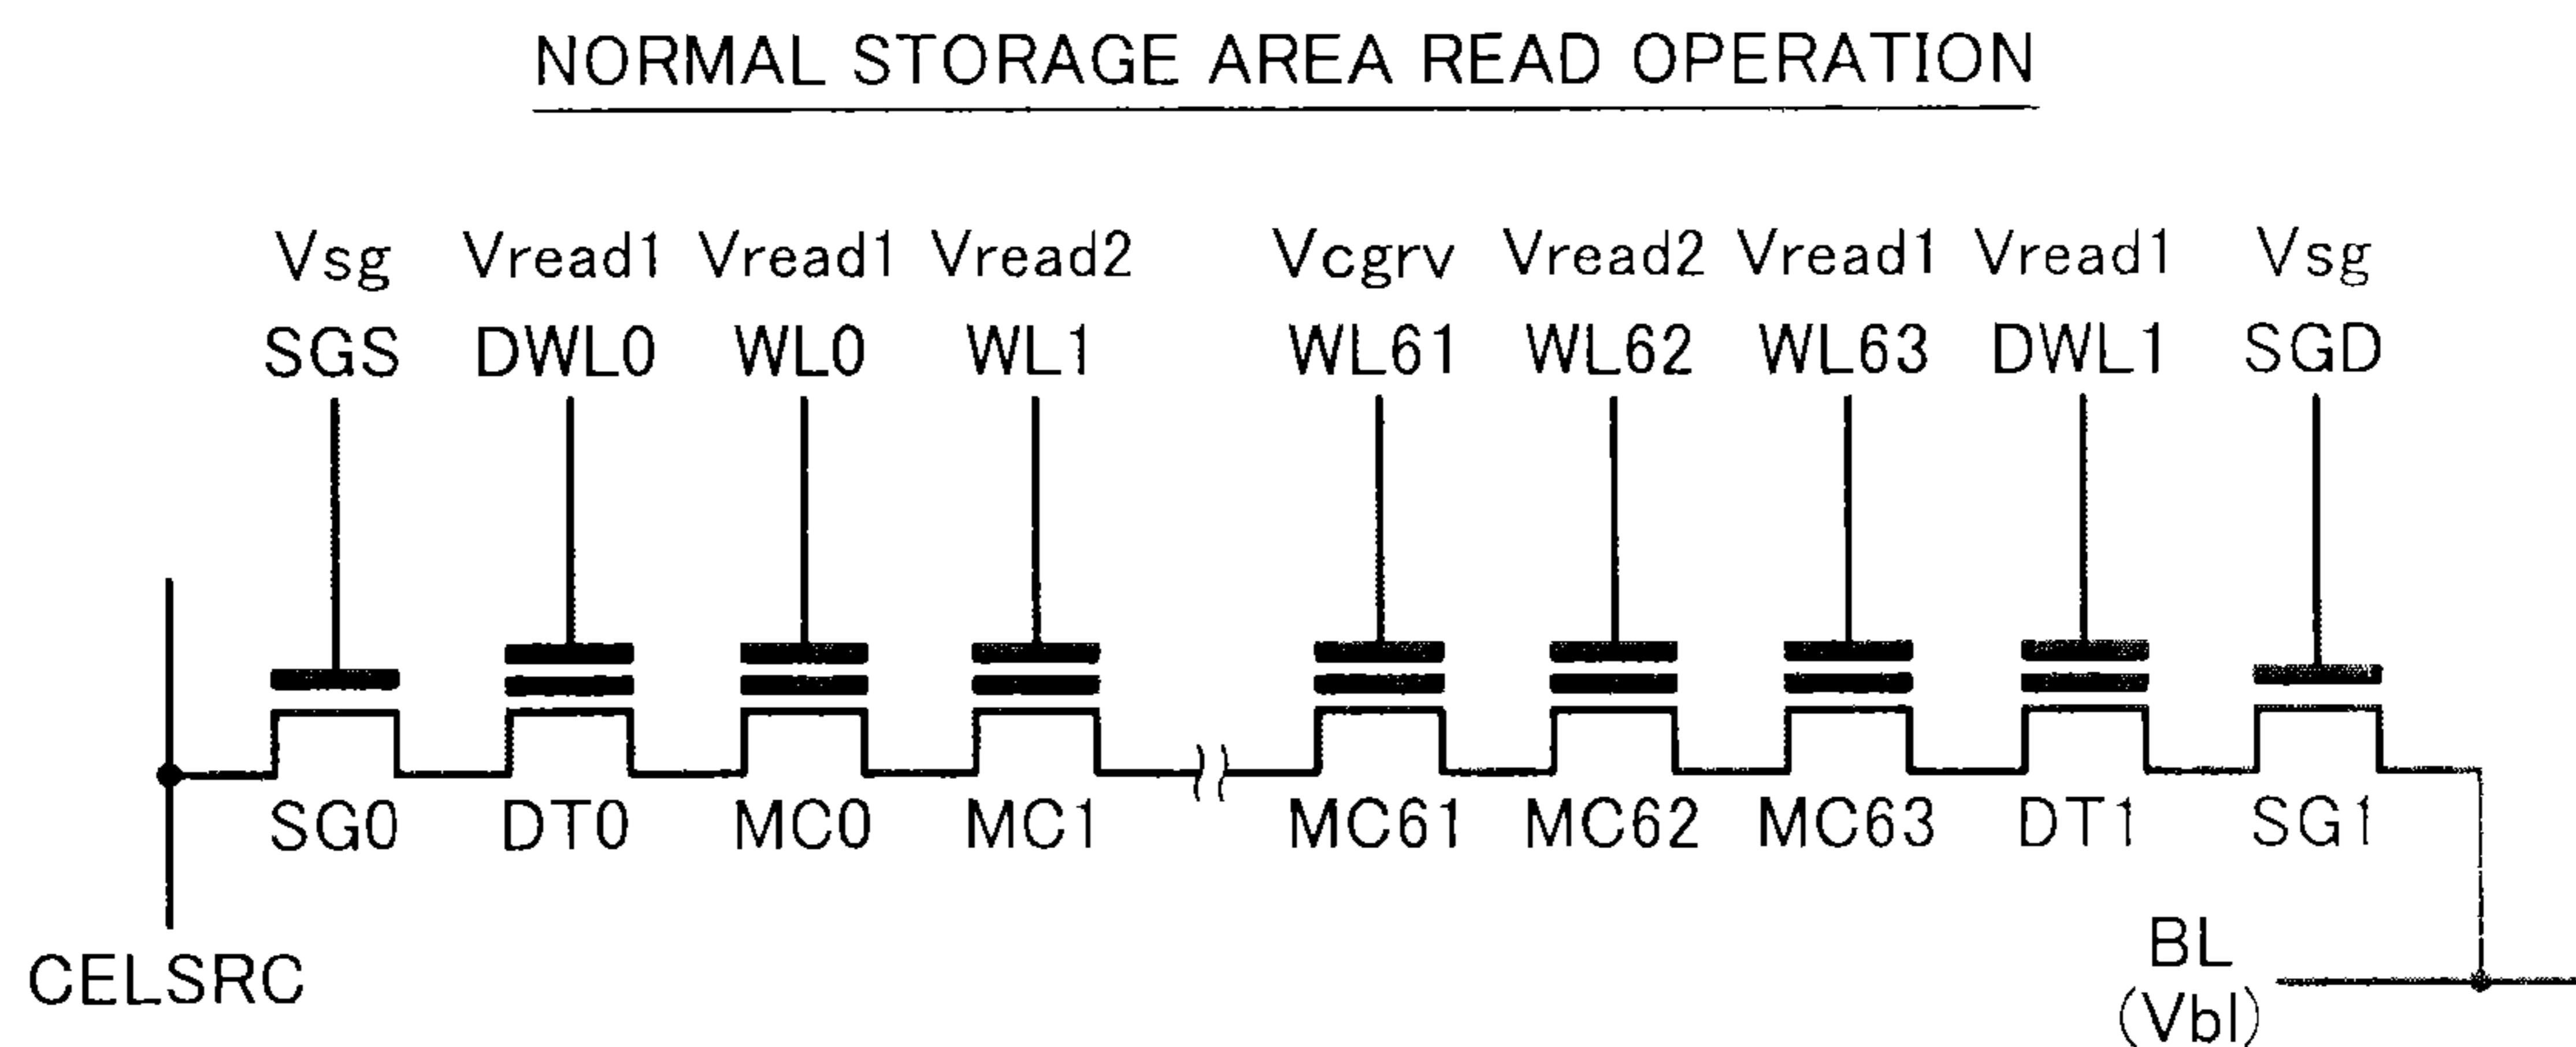 NORMAL STORAGE AREA READ OPERATION
Vsg Vread1 Vread1 Vread2 Vcgrv Vread2 Vread1 Vread1 Vsg
SGS DWL0 WL0 WL1 WL61 WL62 WL63 DWL1 SGD
SG0 DT0 MC0 MC1 MC61 MC62 MC63 DT1 SG1
CELSRC
BL
(Vbl)